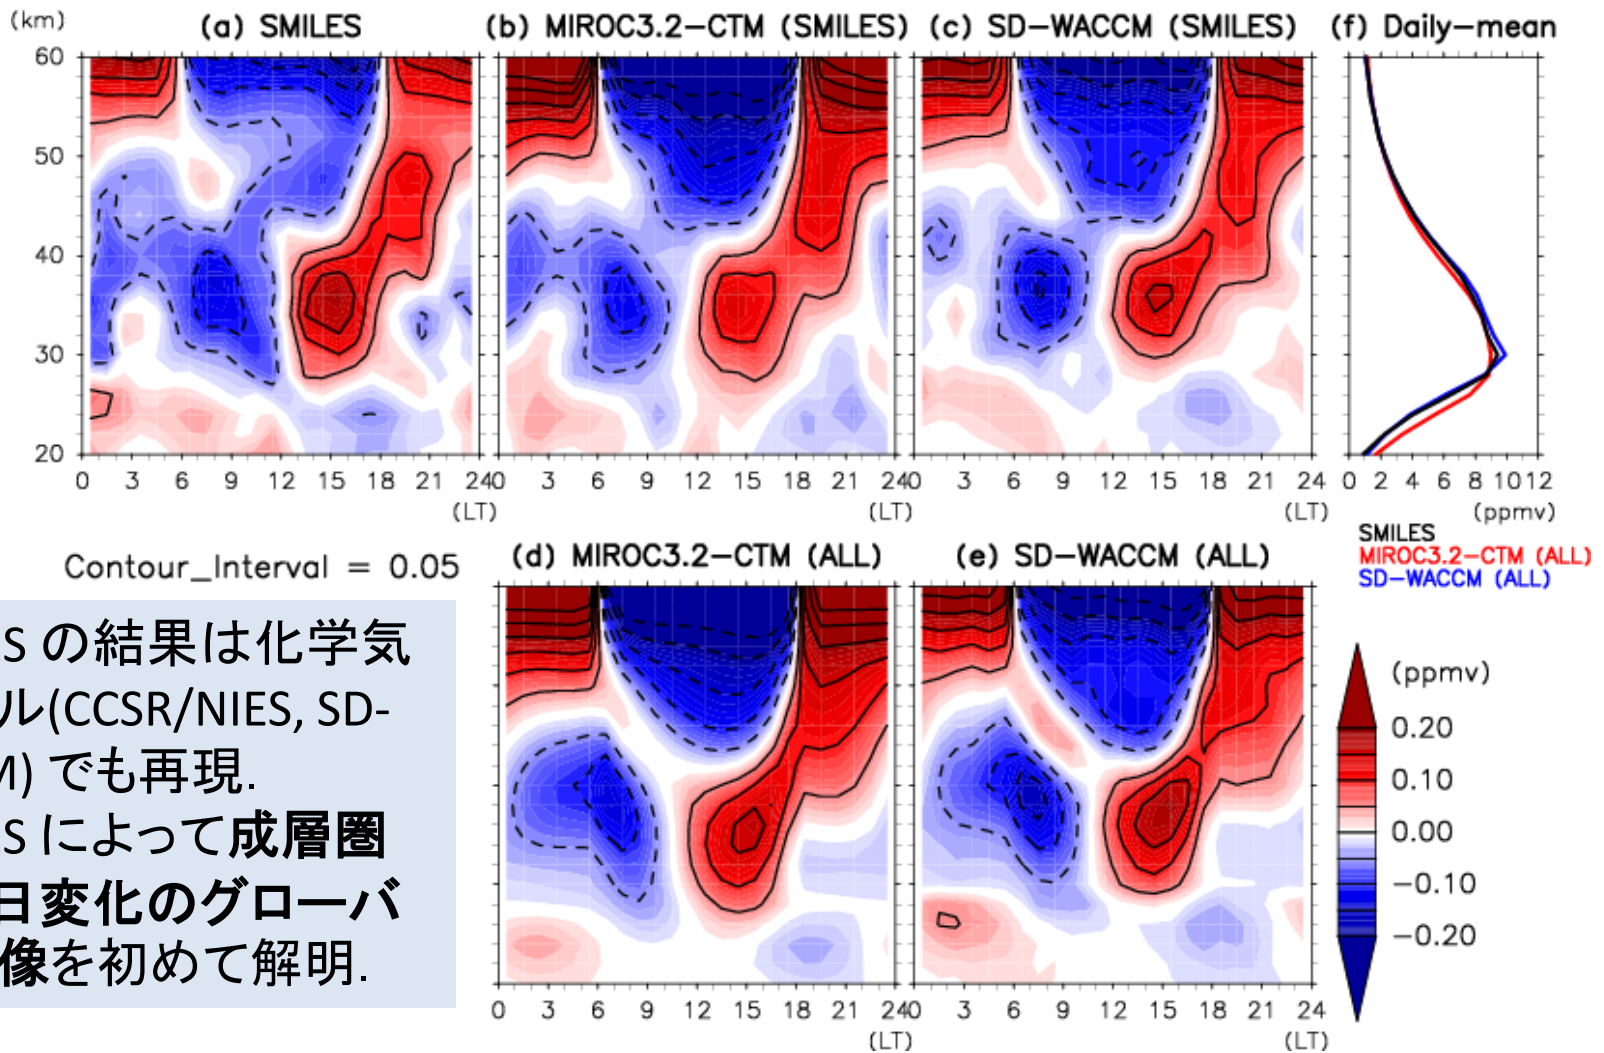 (km)
(a) SMILES
(b) MIROC3.2-CTM (SMILES)
(c) SD-WACCM (SMILES)
(f) Daily-mean
60
50
40
30
20
0 3 6 9 12 15 18 21 24
0 3 6 9 12 15 18 21 24
0 3 6 9 12 15 18 21 24
0 2 4 6 8 10 12
(LT)
(LT)
(LT)
(ppmv)
SMILES
MIROC3.2-CTM (ALL)
SD-WACCM (ALL)
Contour_Interval = 0.05
(d) MIROC3.2-CTM (ALL)
(e) SD-WACCM (ALL)
S の結果は化学気
ル(CCSR/NIES, SD-
M) でも再現.
ES によって成層圏
日変化のグローバ
像を初めて解明.
(ppmv)
0.20
0.10
0.00
-0.10
-0.20
0 3 6 9 12 15 18 21 24
0 3 6 9 12 15 18 21 24
(LT)
(LT)